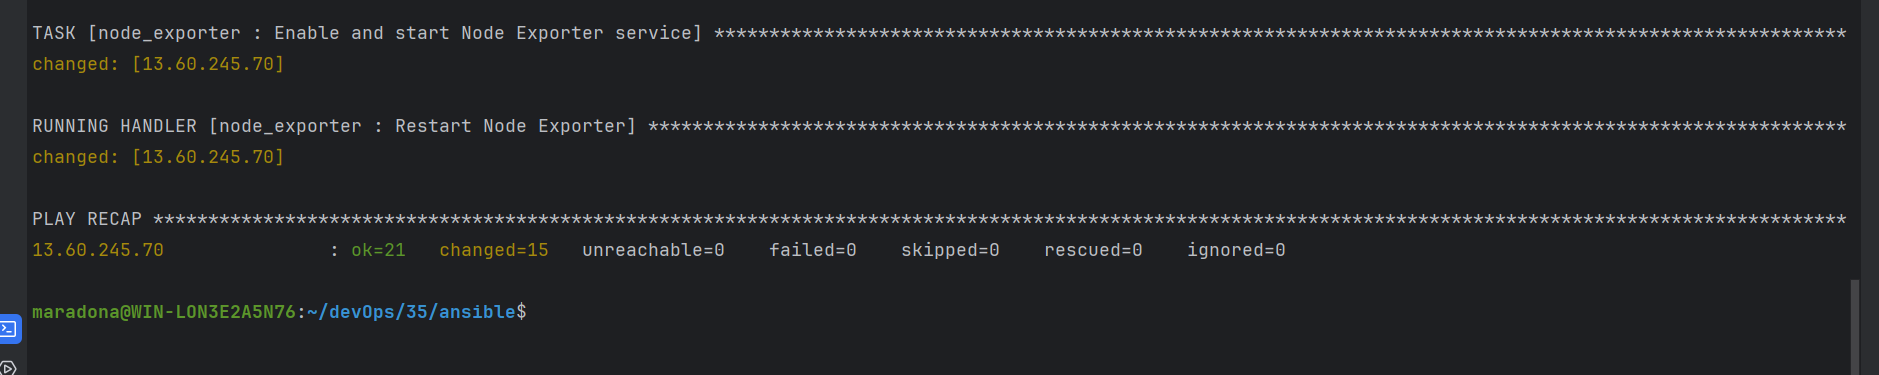 TASK [node_exporter : Enable and start Node Exporter service] *******************************************************************************************************
changed: [13.60.245.70]
RUNNING HANDLER [node_exporter : Restart Node Exporter] *************************************************************************************************************
changed: [13.60.245.70]
PLAY RECAP **********************************************************************************************************************************************************
13.60.245.70               : ok=21   changed=15   unreachable=0    failed=0    skipped=0    rescued=0    ignored=0
maradona@WIN-LON3E2A5N76:~/devOps/35/ansible$